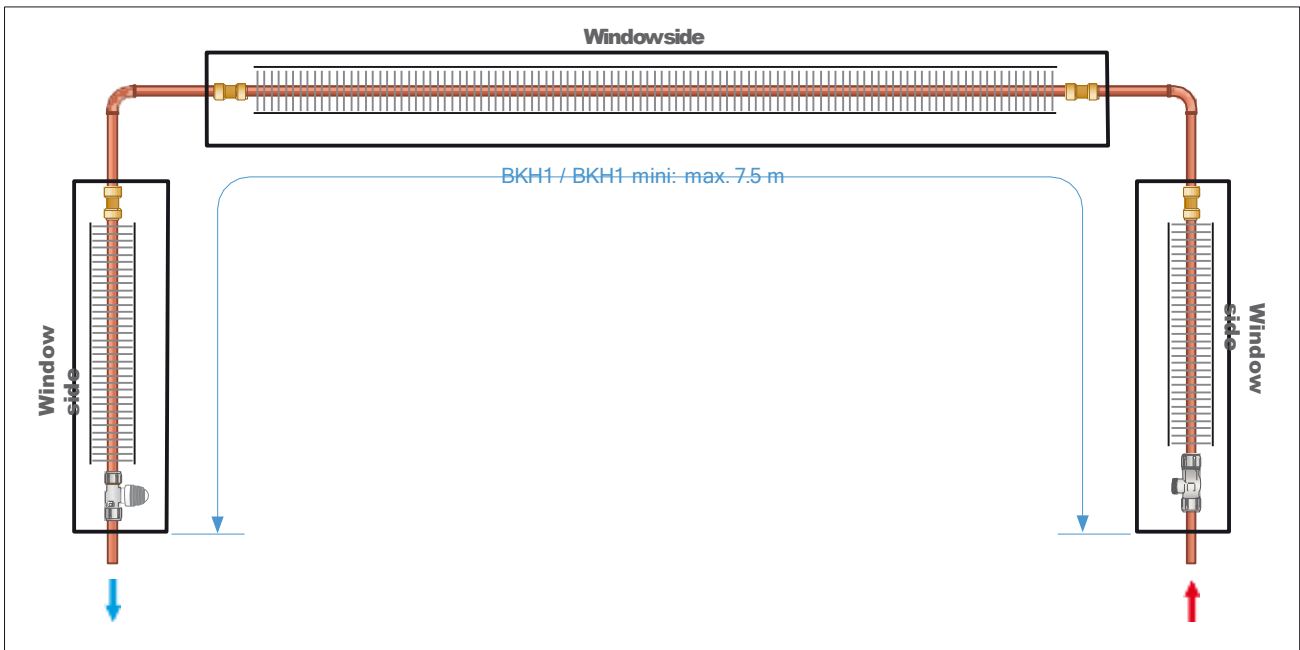 Windowside
BKH1 / BKH1 mini: max. 7.5 m
Window
side
Window
side